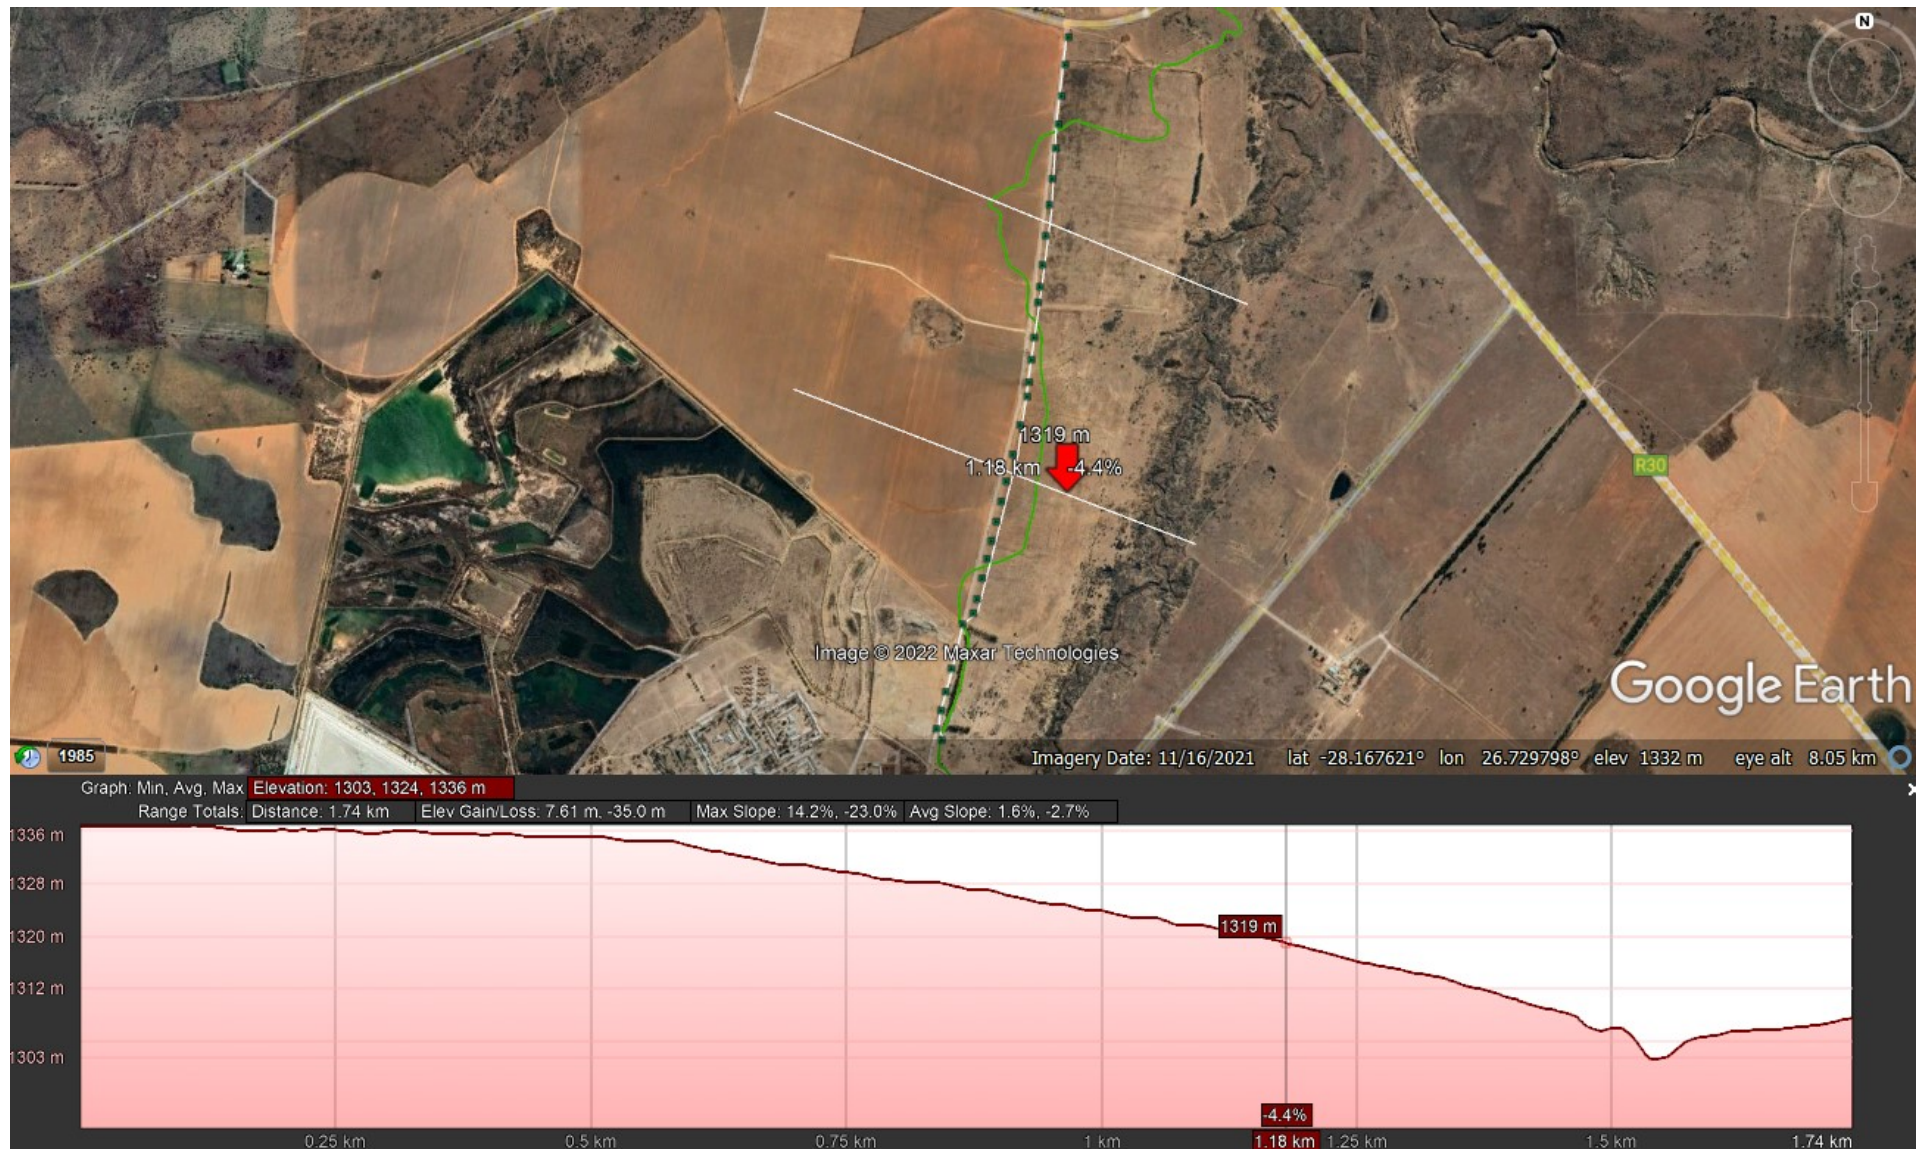 N
1319 m
1.18 km -4.4%
R30
Image © 2022 Maxar Technologies
Google Earth
1985
Imagery Date: 11/16/2021 lat -28.167621° lon 26.729798° elev 1332 m eye alt 8.05 km
Graph: Min, Avg, Max Elevation: 1303, 1324, 1336 m
Range Totals: Distance: 1.74 km Elev Gain/Loss: 7.61 m, -35.0 m Max Slope: 14.2%, -23.0% Avg Slope: 1.6%, -2.7%
1336 m
1328 m
1320 m
1319 m
1312 m
1303 m
-4.4%
0.25 km 0.5 km 0.75 km 1 km 1.18 km 1.25 km 1.5 km 1.74 km